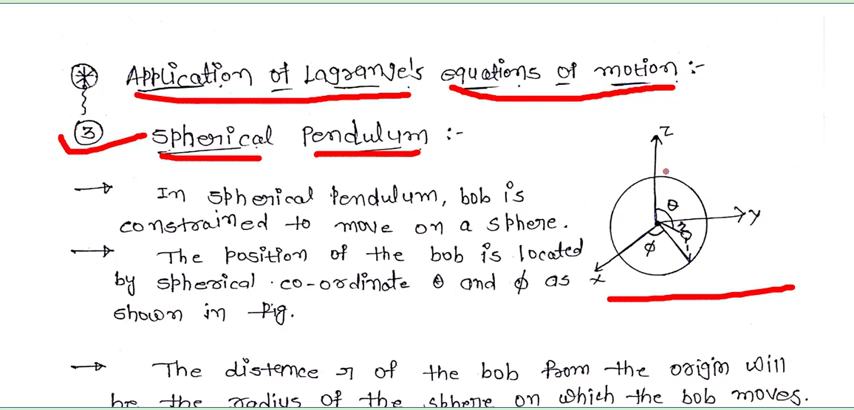 Application of Lagrange's equations of motion :-
③ Spherical Pendulum :-
→ In spherical Pendulum, bob is
constrained to move on a sphere.
→ The position of the bob is located
by spherical co-ordinate θ and ϕ as
shown in fig.
→ The distance r of the bob from the origin will
be the radius of the sphere on which the bob moves.
Z
θ
Y
r
ϕ
X